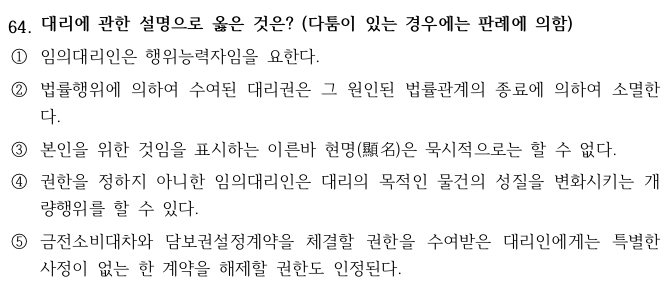 64. 대리에 관한 설명으로 옳은 것은? (다툼이 있는 경우에는 판례에 의함)
① 임의대리인은 행위능력자임을 요한다.
② 법률행위에 의하여 수여된 대리권은 그 원인된 법률관계의 종료에 의하여 소멸한
다.
③ 본인을 위한 것임을 표시하는 이른바 현명(顯名)은 묵시적으로는 할 수 없다.
④ 권한을 정하지 아니한 임의대리인은 대리의 목적인 물건의 성질을 변화시키는 개
량행위를 할 수 있다.
⑤ 금전소비대차와 담보권설정계약을 체결할 권한을 수여받은 대리인에게는 특별한
사정이 없는 한 계약을 해제할 권한도 인정된다.